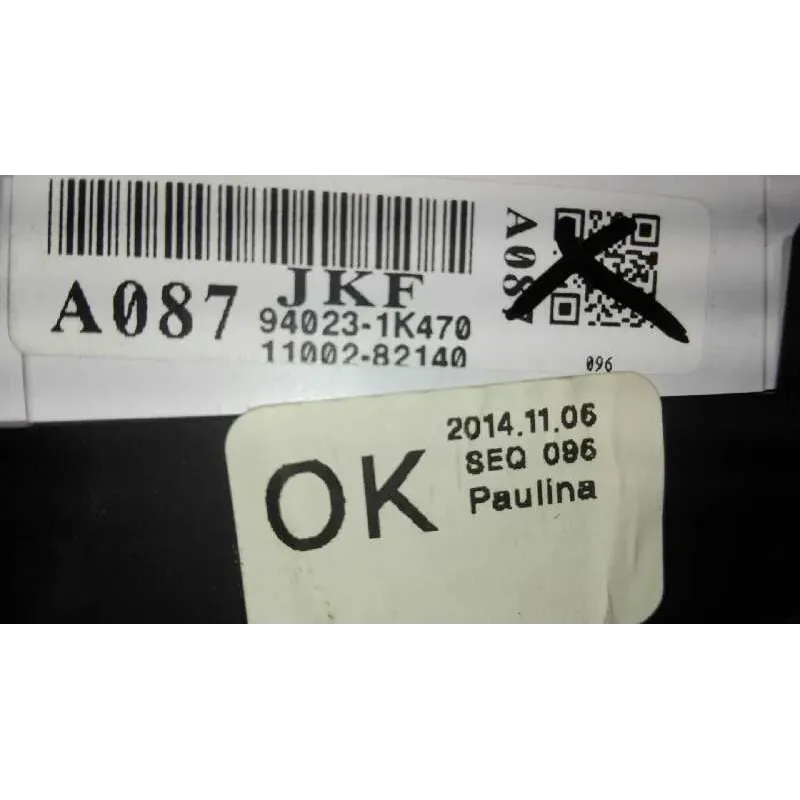 A087
JKF
94023-1K470
11002-82140
A087
096
OK
2014.11.06
SEQ 096
Paulina